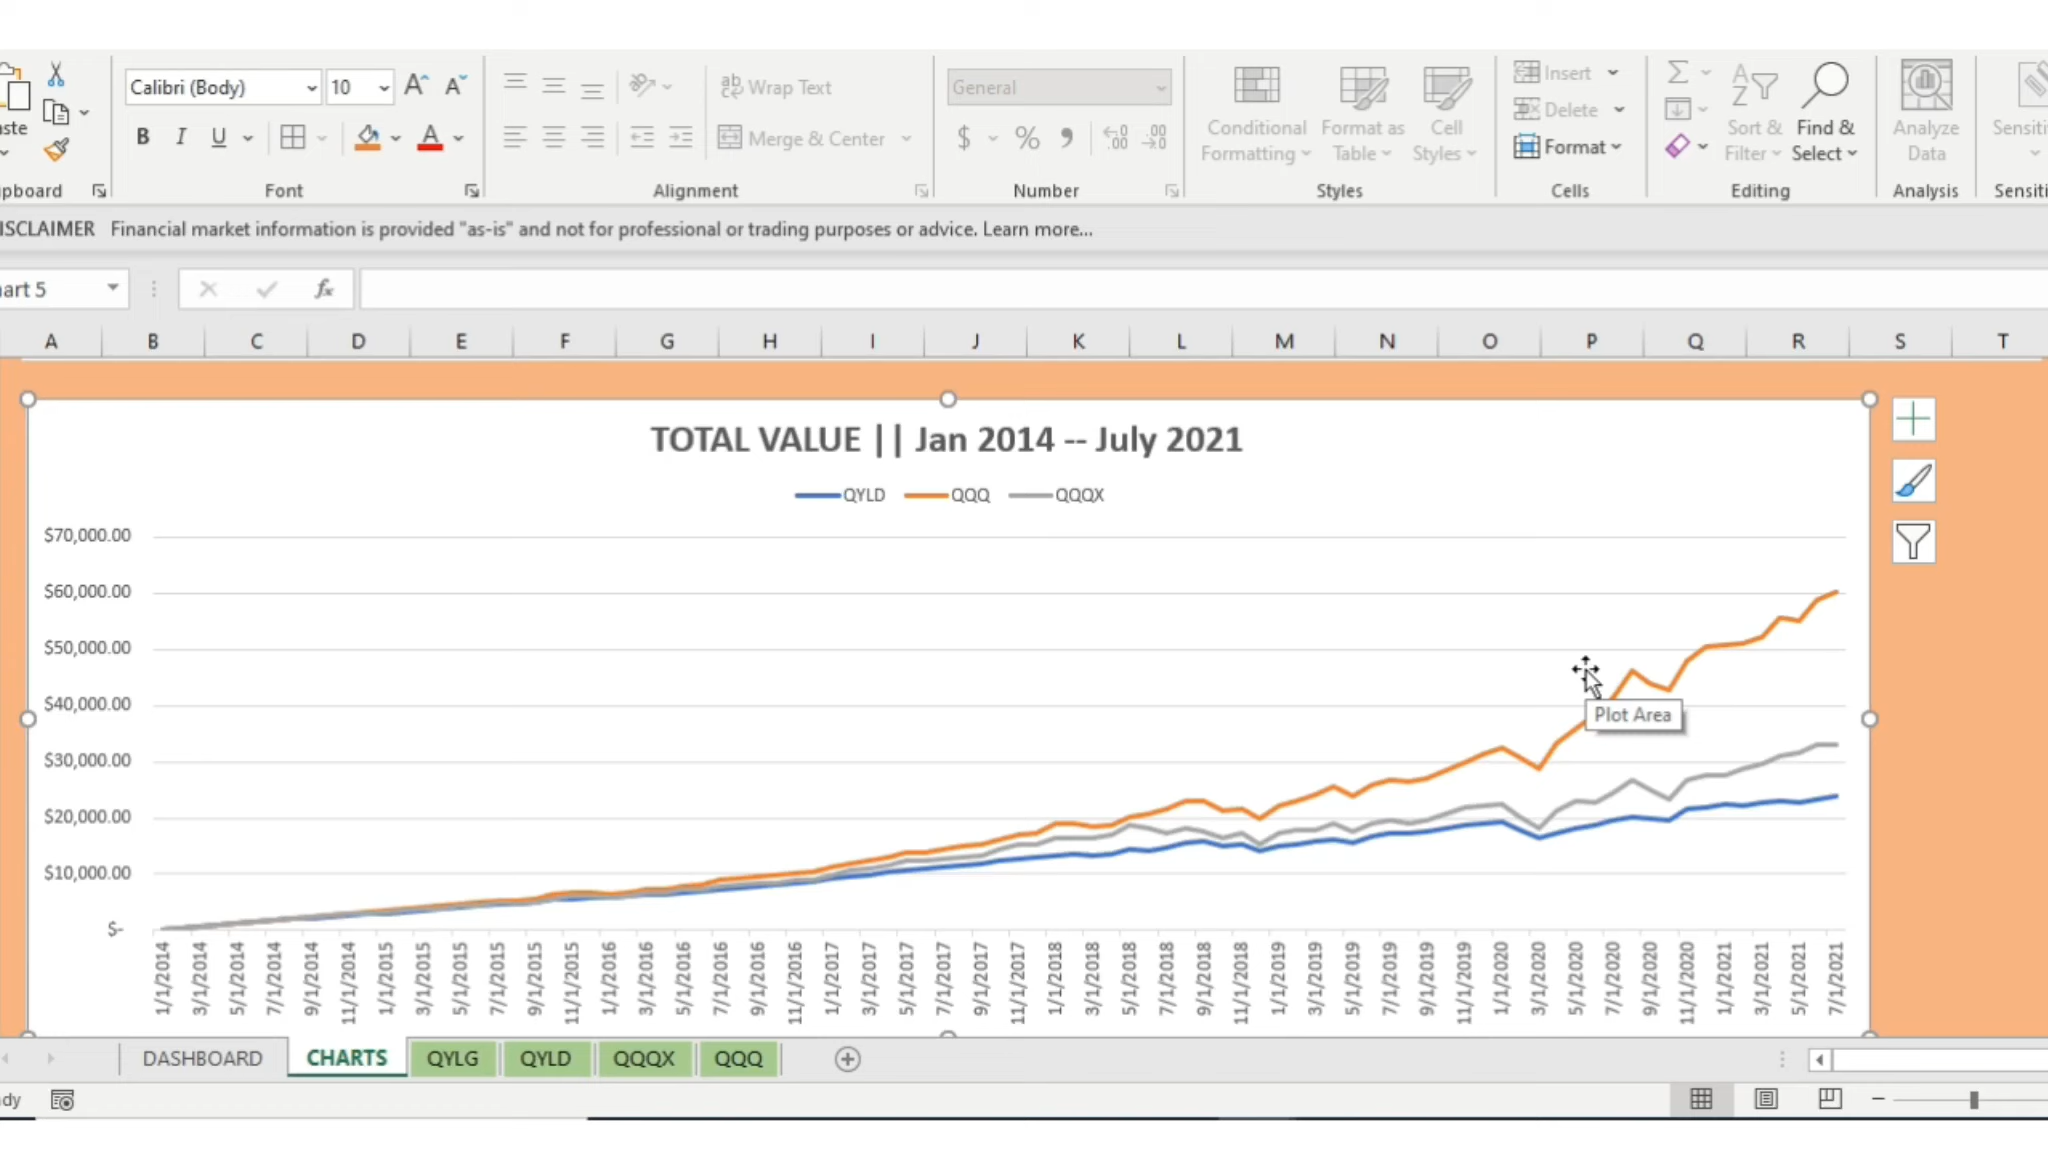 Calibri (Body) 10 A A Wrap Text General Insert
B I U A Merge & Center $ % Delete
Conditional Formatting Format as Table Cell Styles Format Sort & Filter Find & Select Analyze Data
Font Alignment Number Styles Cells Editing Analysis
Financial market information is provided "as-is" and not for professional or trading purposes or advice. Learn more...
fx
A B C D E F G H I J K L M N O P Q R S T
TOTAL VALUE || Jan 2014 -- July 2021
QYLD QQQ QQQX
$70,000.00
$60,000.00
$50,000.00
$40,000.00
$30,000.00
$20,000.00
$10,000.00
$-
Plot Area
1/1/2014 3/1/2014 5/1/2014 7/1/2014 9/1/2014 11/1/2014 1/1/2015 3/1/2015 5/1/2015 7/1/2015 9/1/2015 11/1/2015 1/1/2016 3/1/2016 5/1/2016 7/1/2016 9/1/2016 11/1/2016 1/1/2017 3/1/2017 5/1/2017 7/1/2017 9/1/2017 11/1/2017 1/1/2018 3/1/2018 5/1/2018 7/1/2018 9/1/2018 11/1/2018 1/1/2019 3/1/2019 5/1/2019 7/1/2019 9/1/2019 11/1/2019 1/1/2020 3/1/2020 5/1/2020 7/1/2020 9/1/2020 11/1/2020 1/1/2021 3/1/2021 5/1/2021 7/1/2021
DASHBOARD CHARTS QYLG QYLD QQQX QQQ